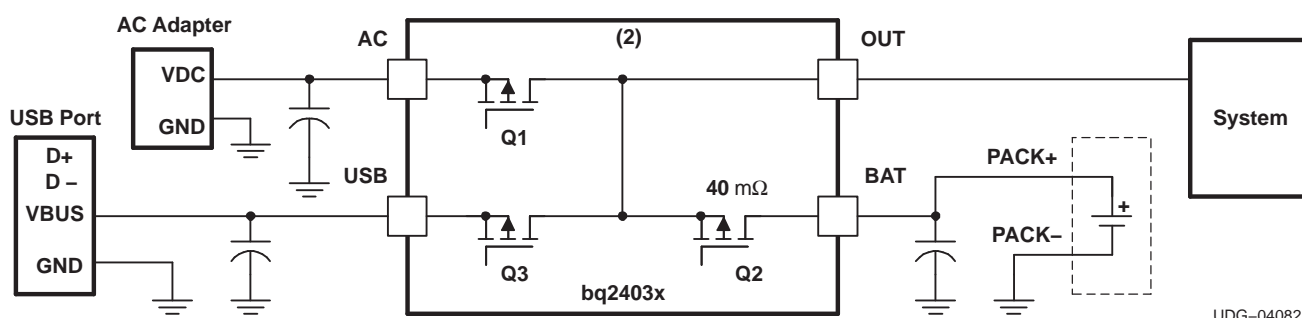 AC Adapter
VDC
GND
USB Port
D+
D –
VBUS
GND
AC
(2)
OUT
Q1
USB
40 mΩ
BAT
Q3
Q2
bq2403x
PACK+
+
PACK–
System
UDG–04082